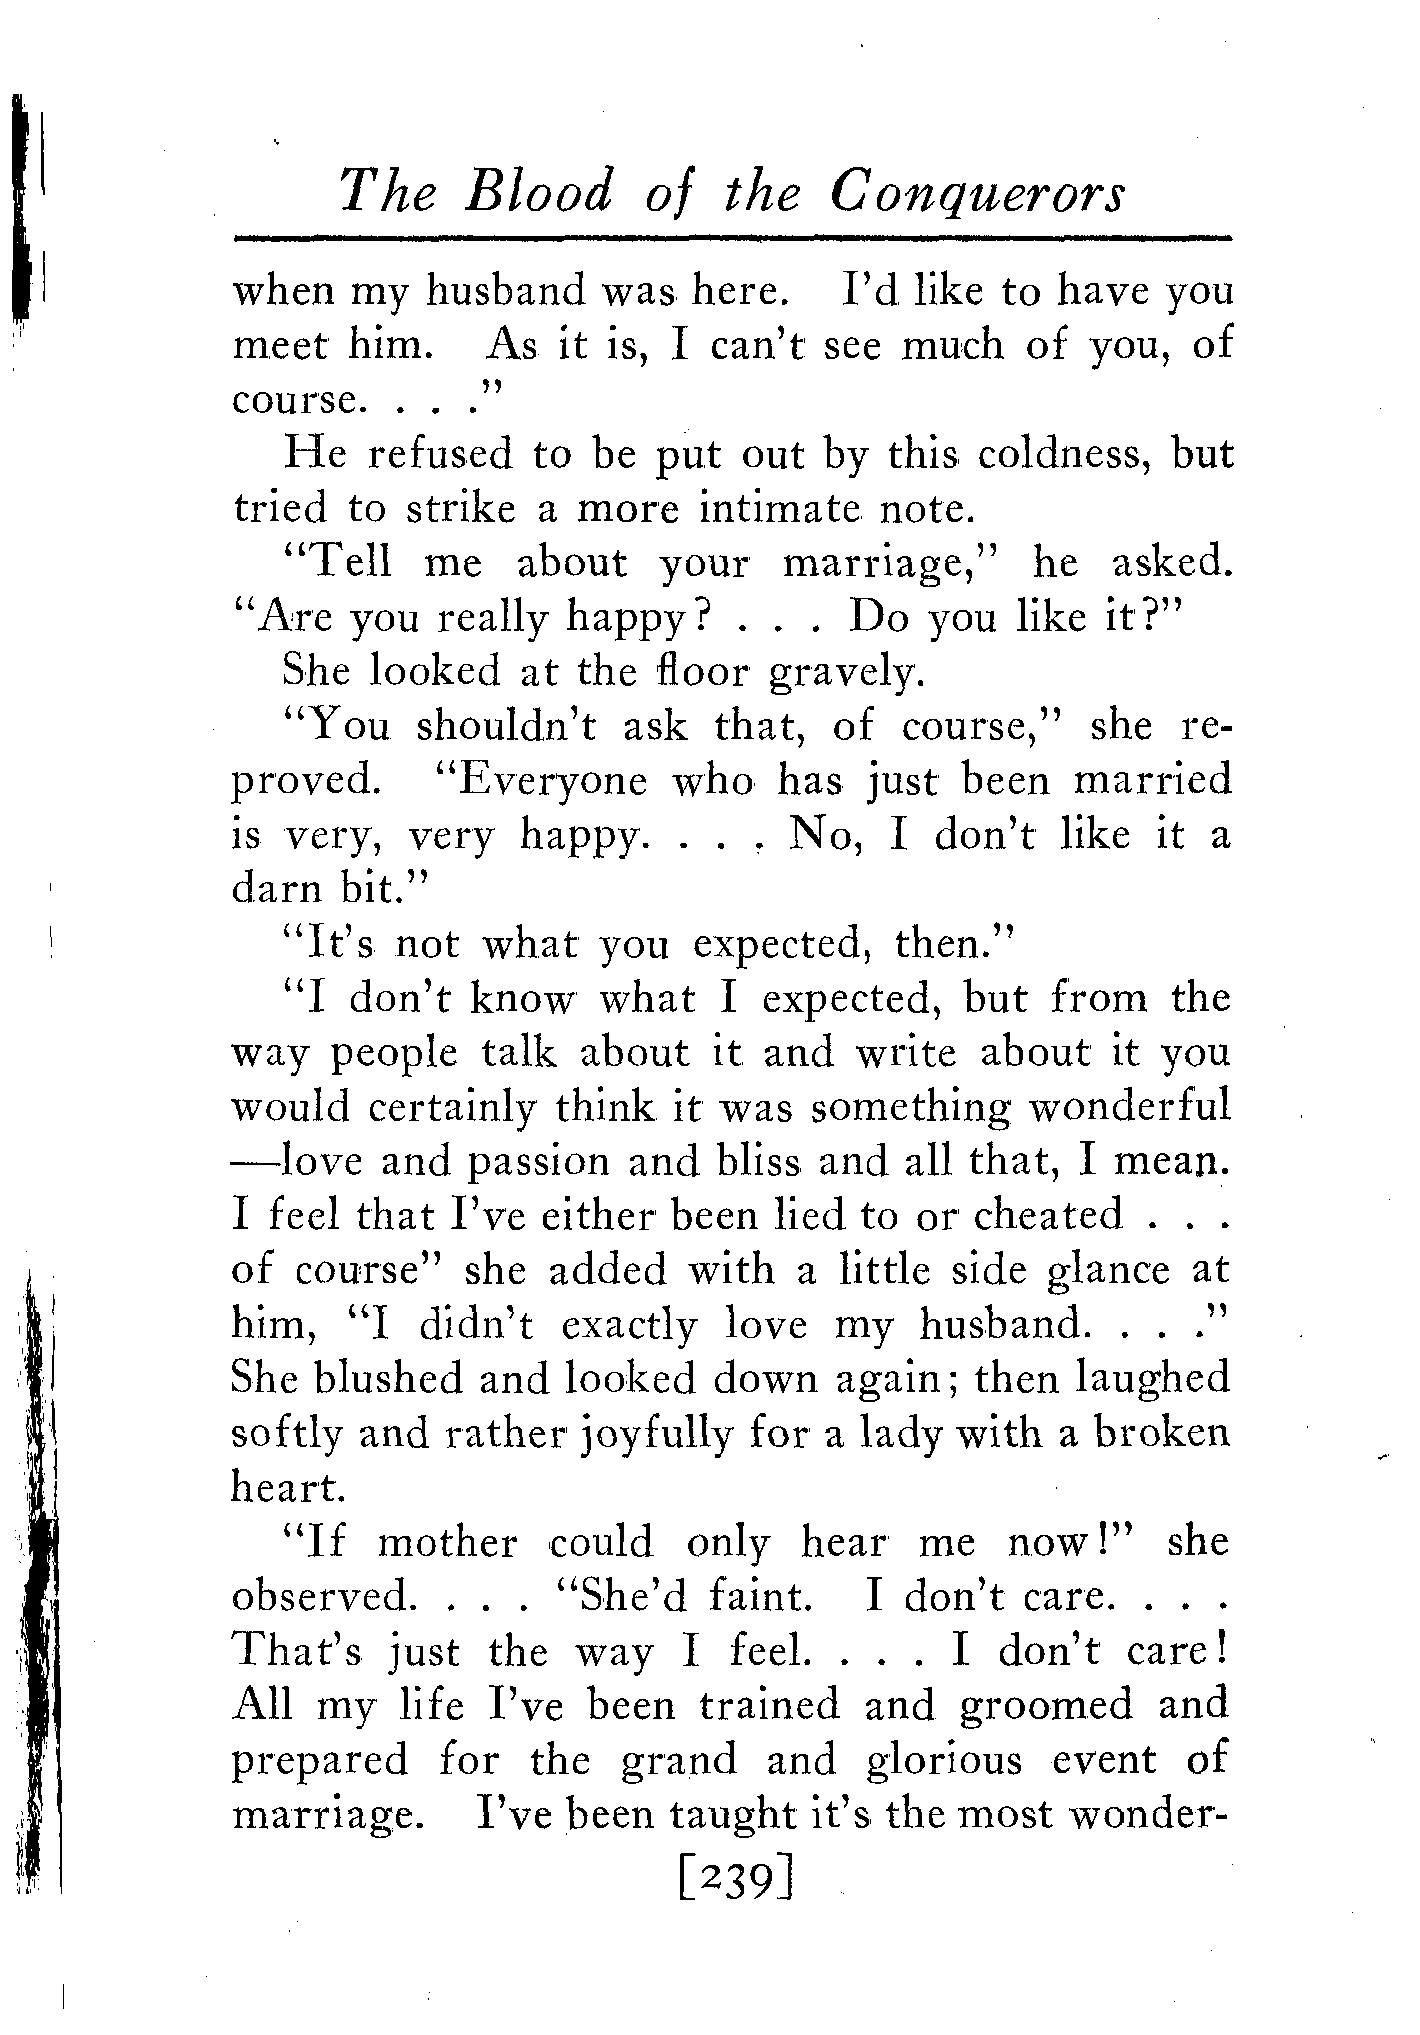 The Blood of the Conquerors
when my husband was here. I'd like to have you
meet him. As it is, I can't see much of you, of
course. . . ."
He refused to be put out by this coldness, but
tried to strike a more intimate note.
"Tell me about your marriage," he asked.
"Are you really happy? . . . Do you like it?"
She looked at the floor gravely.
"You shouldn't ask that, of course," she re-
proved. "Everyone who has just been married
is very, very happy. . . . No, I don't like it a
darn bit."
"It's not what you expected, then."
"I don't know what I expected, but from the
way people talk about it and write about it you
would certainly think it was something wonderful
—love and passion and bliss and all that, I mean.
I feel that I've either been lied to or cheated . . .
of course" she added with a little side glance at
him, "I didn't exactly love my husband. . . ."
She blushed and looked down again; then laughed
softly and rather joyfully for a lady with a broken
heart.
"If mother could only hear me now!" she
observed. . . . "She'd faint. I don't care. . . .
That's just the way I feel. . . . I don't care!
All my life I've been trained and groomed and
prepared for the grand and glorious event of
marriage. I've been taught it's the most wonder-
[239]